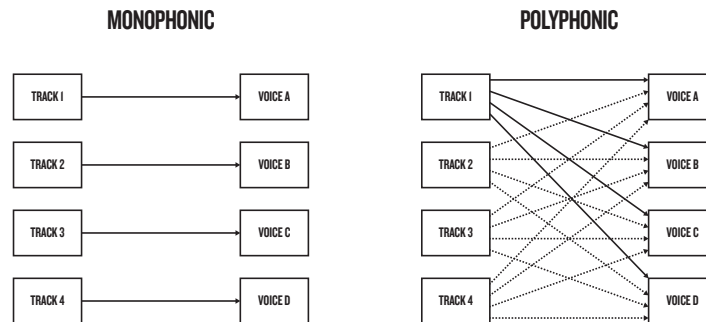 MONOPHONIC
POLYPHONIC
TRACK 1
VOICE A
TRACK 2
VOICE B
TRACK 3
VOICE C
TRACK 4
VOICE D
TRACK 1
VOICE A
TRACK 2
VOICE B
TRACK 3
VOICE C
TRACK 4
VOICE D